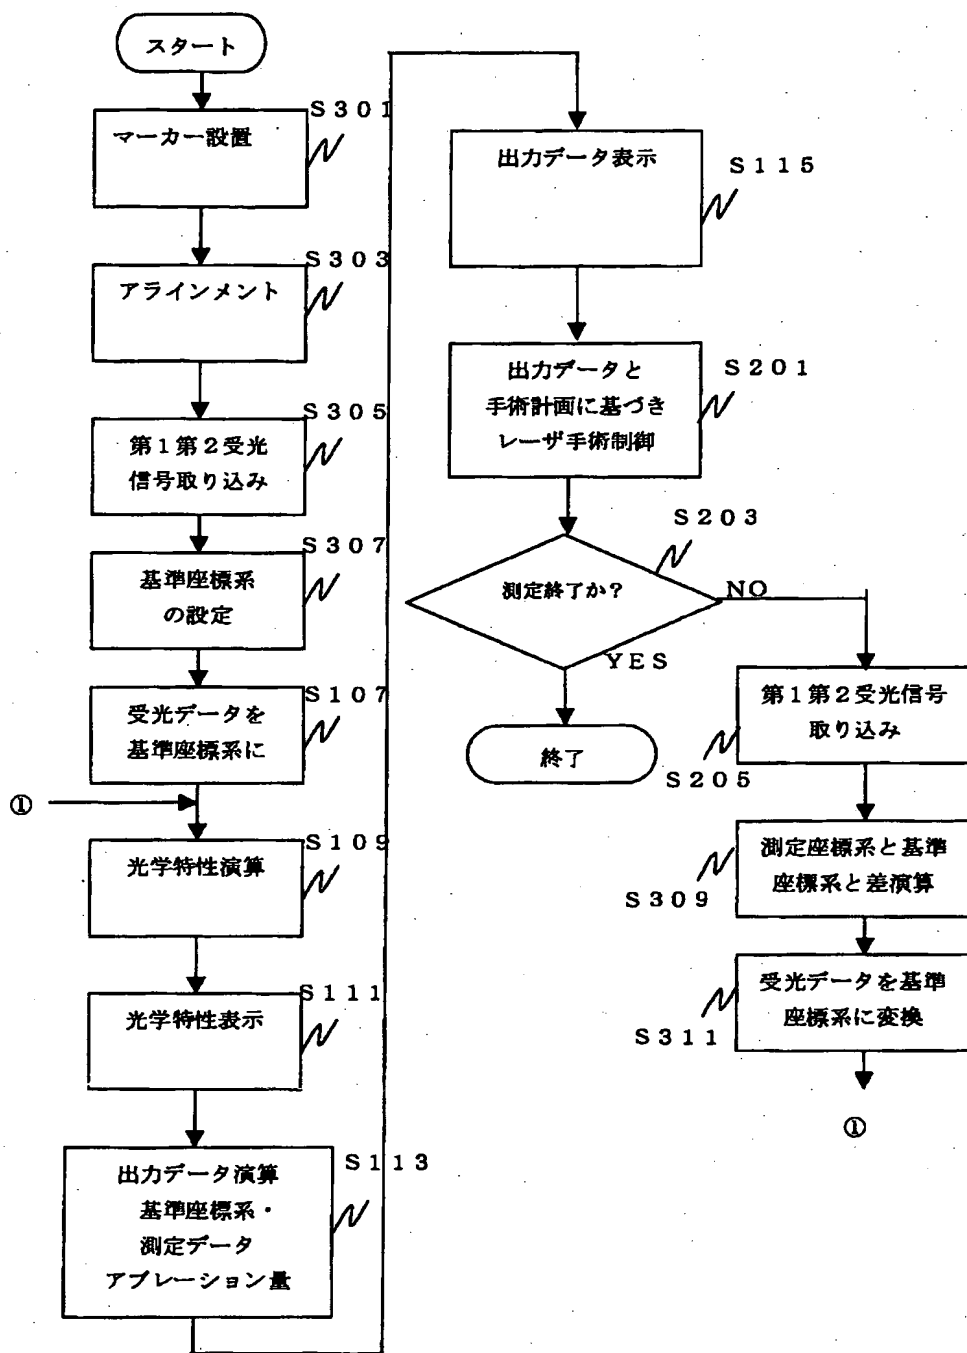 スタート
S301
マーカー設置
S303
アラインメント
S305
第1第2受光
信号取り込み
S307
基準座標系
の設定
S107
受光データを
基準座標系に
①
S109
光学特性演算
S111
光学特性表示
S113
出力データ演算
基準座標系・
測定データ
アブレーション量
出力データ表示
S115
出力データと
手術計画に基づき
レーザ手術制御
S201
S203
測定終了か?
NO
YES
終了
第1第2受光信号
取り込み
S205
測定座標系と基準
座標系と差演算
S309
受光データを基準
座標系に変換
S311
①